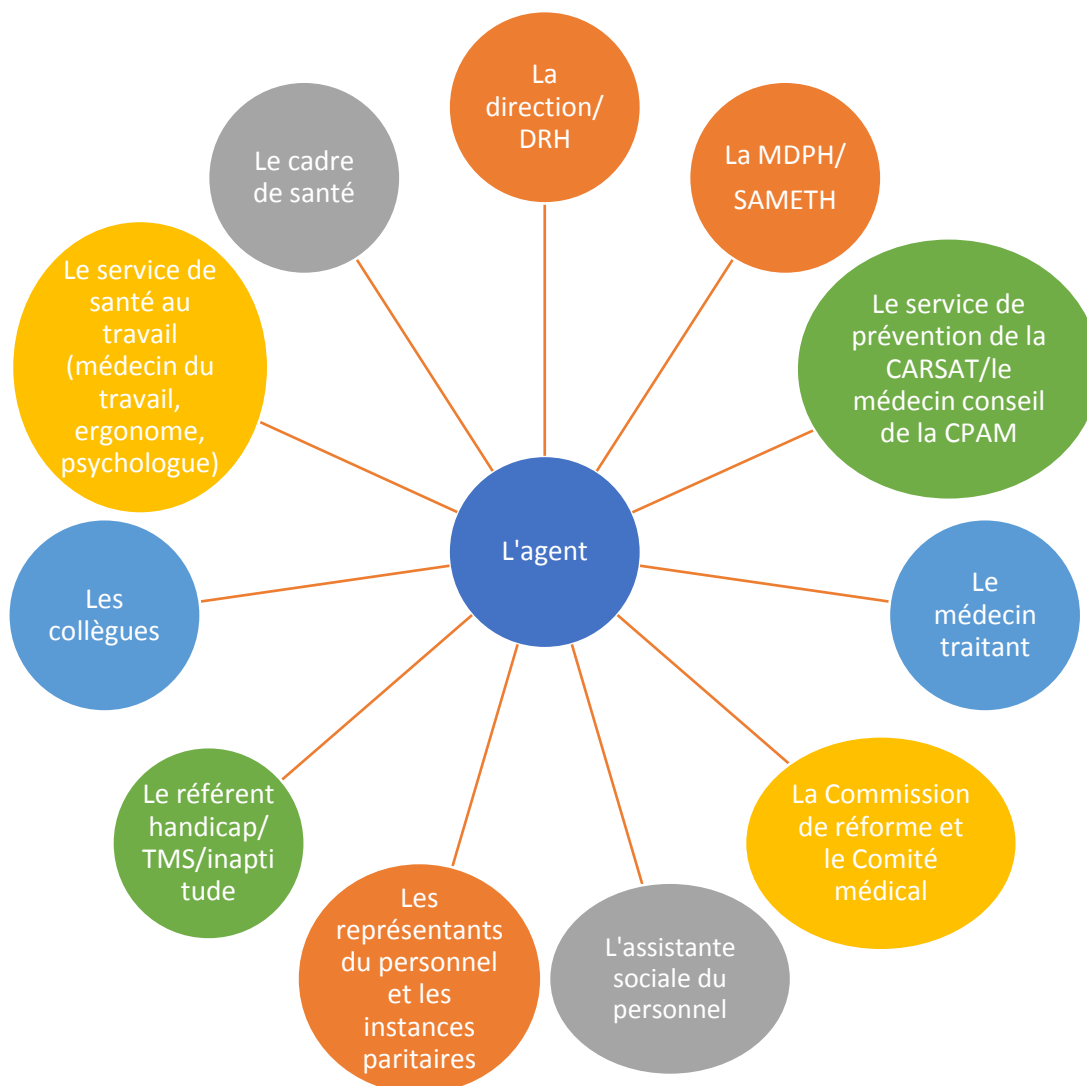 La
direction/
DRH
La MDPH/
SAMETH
Le cadre
de santé
Le service de
prévention de la
CARSAT/le
médecin conseil
de la CPAM
Le service de
santé au
travail
(médecin du
travail,
ergonome,
psychologue)
L'agent
Le
médecin
traitant
Les
collègues
La Commission
de réforme et
le Comité
médical
Le référent
handicap/
TMS/inapti
tude
Les
représentants
du personnel
et les
instances
paritaires
L'assistante
sociale du
personnel